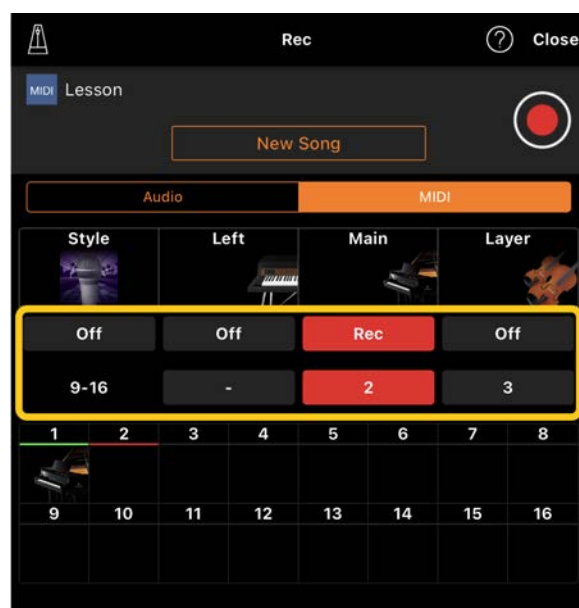 Rec ? Close
MIDI Lesson
New Song
Audio MIDI
Style Left Main Layer
Off Off Rec Off
9-16 - 2 3
1 2 3 4 5 6 7 8
9 10 11 12 13 14 15 16